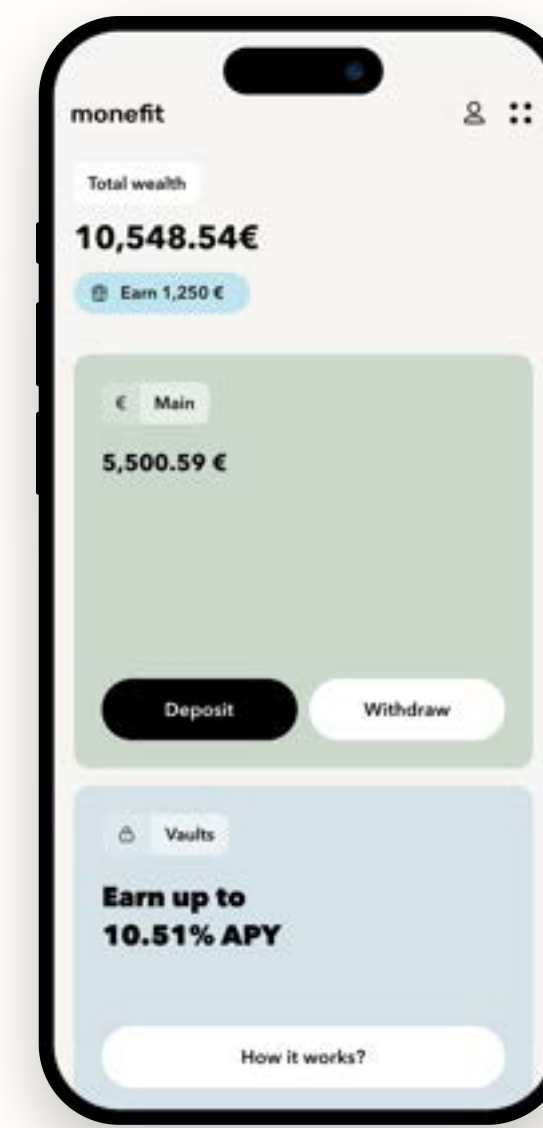 monefit
Total wealth
10,548.54€
Earn 1,250 €
€ Main
5,500.59 €
Deposit
Withdraw
Vaults
Earn up to
10.51% APY
How it works?